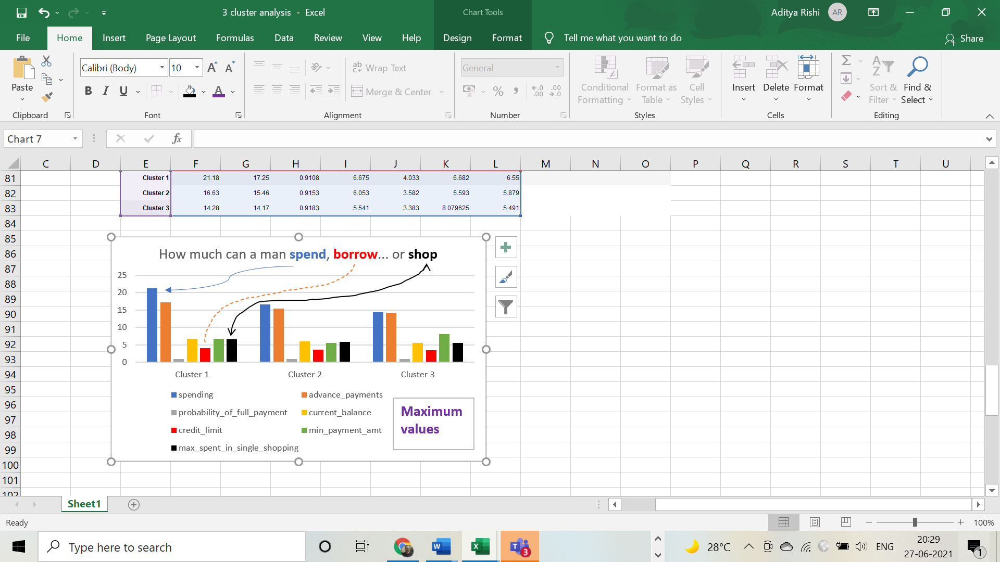 3 cluster analysis - Excel
Chart Tools
Aditya Rishi AR
File Home Insert Page Layout Formulas Data Review View Help Design Format Tell me what you want to do Share
Paste
Clipboard
Calibri (Body) 10
B I U
Font
Wrap Text
Merge & Center
Alignment
General
Number
Conditional Formatting
Format as Table
Cell Styles
Styles
Insert Delete Format
Cells
Sort & Filter
Find & Select
Editing
Chart 7 fx
C D E F G H I J K L M N O P Q R S T U
81 Cluster 1 21.18 17.25 0.9108 6.675 4.033 6.682 6.55
82 Cluster 2 16.63 15.46 0.9153 6.053 3.582 5.593 5.879
83 Cluster 3 14.28 14.17 0.9183 5.541 3.383 8.079625 5.491
84
85
86
87
88
89
90
91
92
93
94
95
96
97
98
99
100
101
102
How much can a man spend, borrow... or shop
25
20
15
10
5
0
Cluster 1 Cluster 2 Cluster 3
spending advance_payments
probability_of_full_payment current_balance
credit_limit min_payment_amt
max_spent_in_single_shopping
Maximum
values
Sheet1
Ready 100%
Type here to search
3
28°C
ENG
20:29
27-06-2021
1